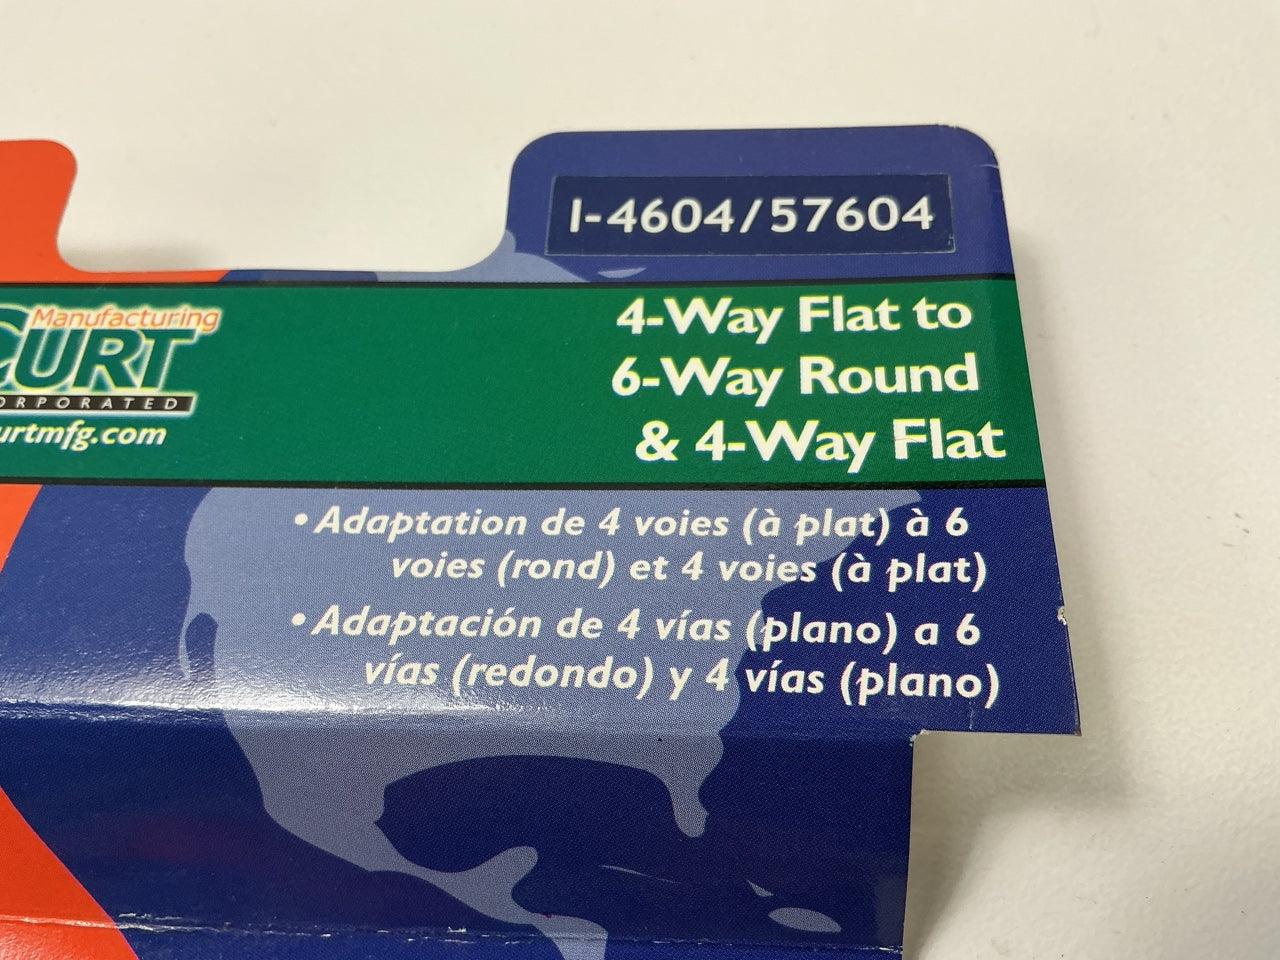 I-4604/57604
Manufacturing
CURT
ORPORATED
urtmfg.com
4-Way Flat to
6-Way Round
& 4-Way Flat
• Adaptation de 4 voies (à plat) à 6
voies (rond) et 4 voies (à plat)
• Adaptación de 4 vías (plano) a 6
vías (redondo) y 4 vías (plano)